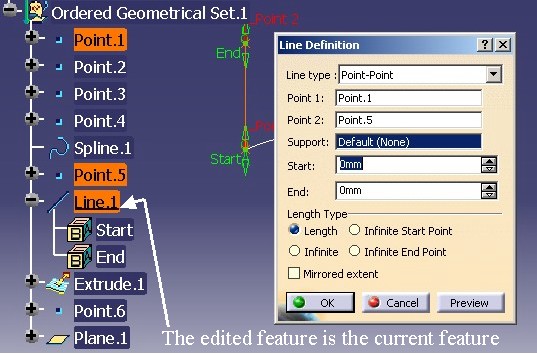 Ordered Geometrical Set.1
Point.1
Point.2
Point.3
Point.4
Spline.1
Point.5
Line.1
Start
End
Extrude.1
Point.6
Plane.1
Point 2
End
Start
Line Definition
Line type : Point-Point
Point 1: Point.1
Point 2: Point.5
Support: Default (None)
Start: 0mm
End: 0mm
Length Type
Length
Infinite Start Point
Infinite
Infinite End Point
Mirrored extent
OK
Cancel
Preview
The edited feature is the current feature